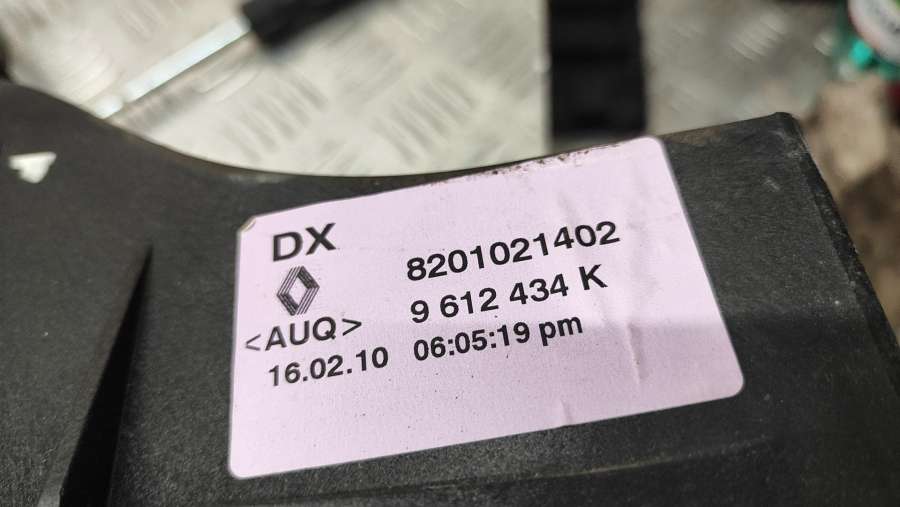 DX
8201021402
9 612 434 K
<AUQ>
16.02.10 06:05:19 pm